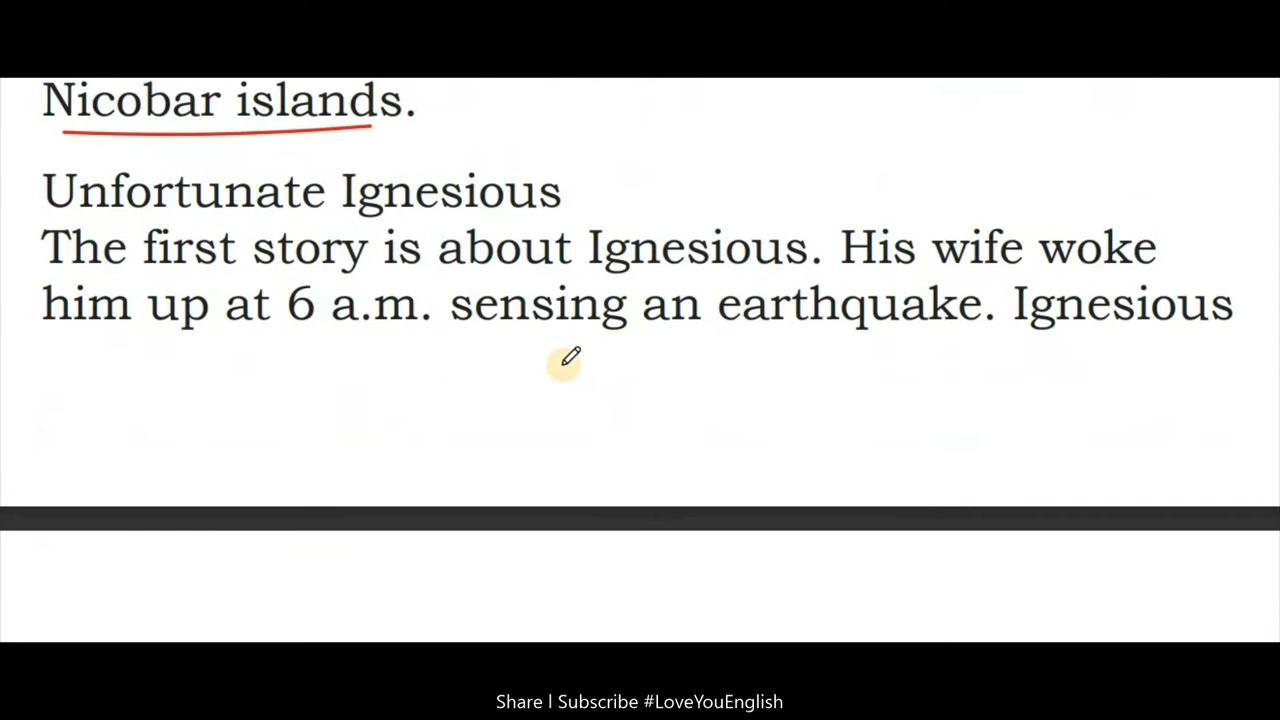 Nicobar islands.
Unfortunate Ignesious
The first story is about Ignesious. His wife woke
him up at 6 a.m. sensing an earthquake. Ignesious
Share l Subscribe #LoveYouEnglish